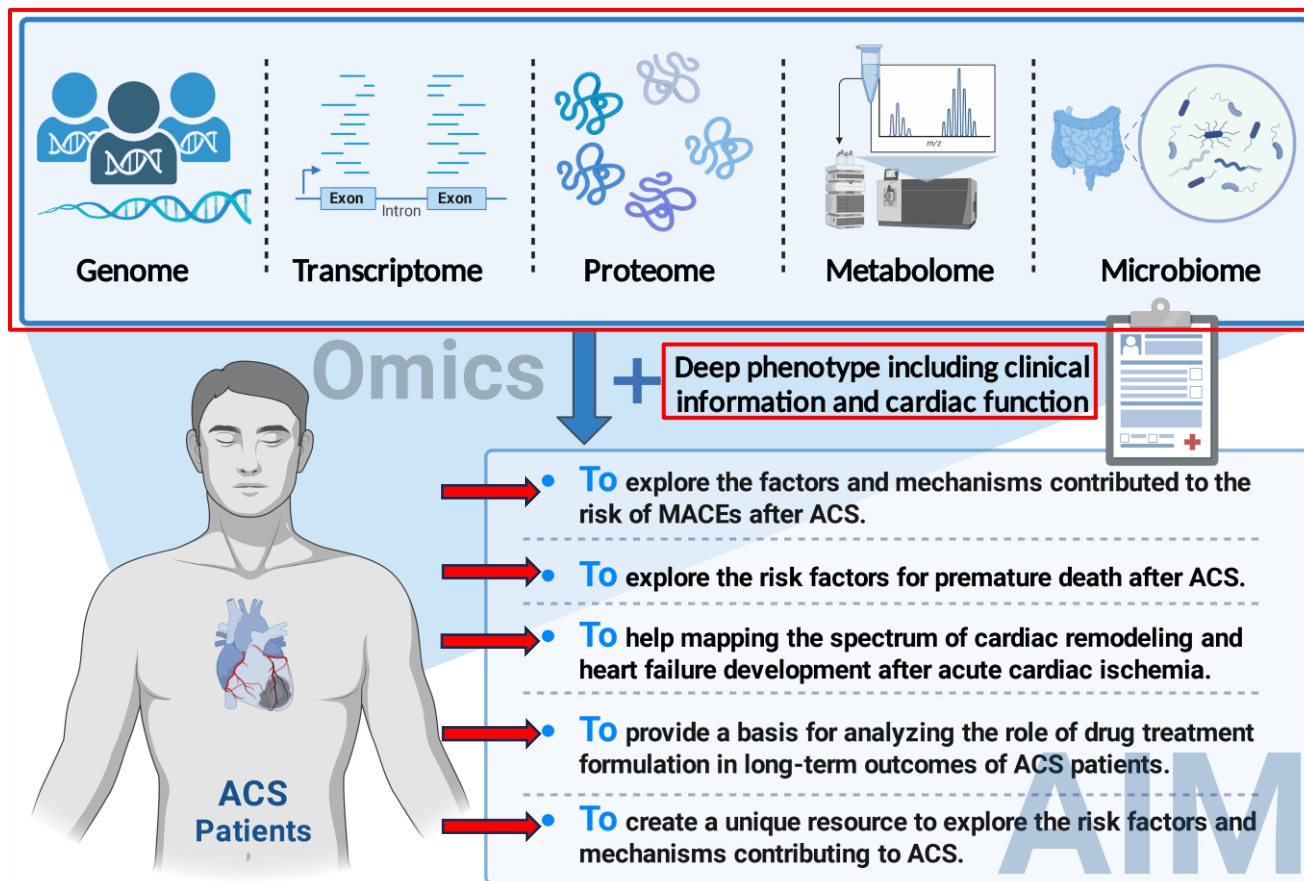 Exon
Intron
Exon
m/z
Genome
Transcriptome
Proteome
Metabolome
Microbiome
Omics
+
Deep phenotype including clinical
information and cardiac function
• To explore the factors and mechanisms contributed to the
risk of MACEs after ACS.
• To explore the risk factors for premature death after ACS.
• To help mapping the spectrum of cardiac remodeling and
heart failure development after acute cardiac ischemia.
• To provide a basis for analyzing the role of drug treatment
formulation in long-term outcomes of ACS patients.
• To create a unique resource to explore the risk factors and
mechanisms contributing to ACS.
AIM
ACS
Patients